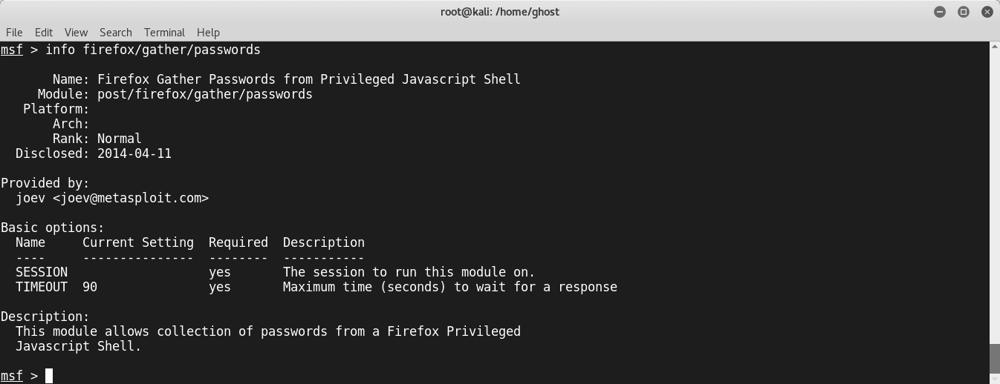 root@kali: /home/ghost
File Edit View Search Terminal Help
msf > info firefox/gather/passwords
Name: Firefox Gather Passwords from Privileged Javascript Shell
Module: post/firefox/gather/passwords
Platform:
Arch:
Rank: Normal
Disclosed: 2014-04-11
Provided by:
joev <joev@metasploit.com>
Basic options:
Name Current Setting Required Description
---- --------------- -------- -----------
SESSION yes The session to run this module on.
TIMEOUT 90 yes Maximum time (seconds) to wait for a response
Description:
This module allows collection of passwords from a Firefox Privileged
Javascript Shell.
msf >